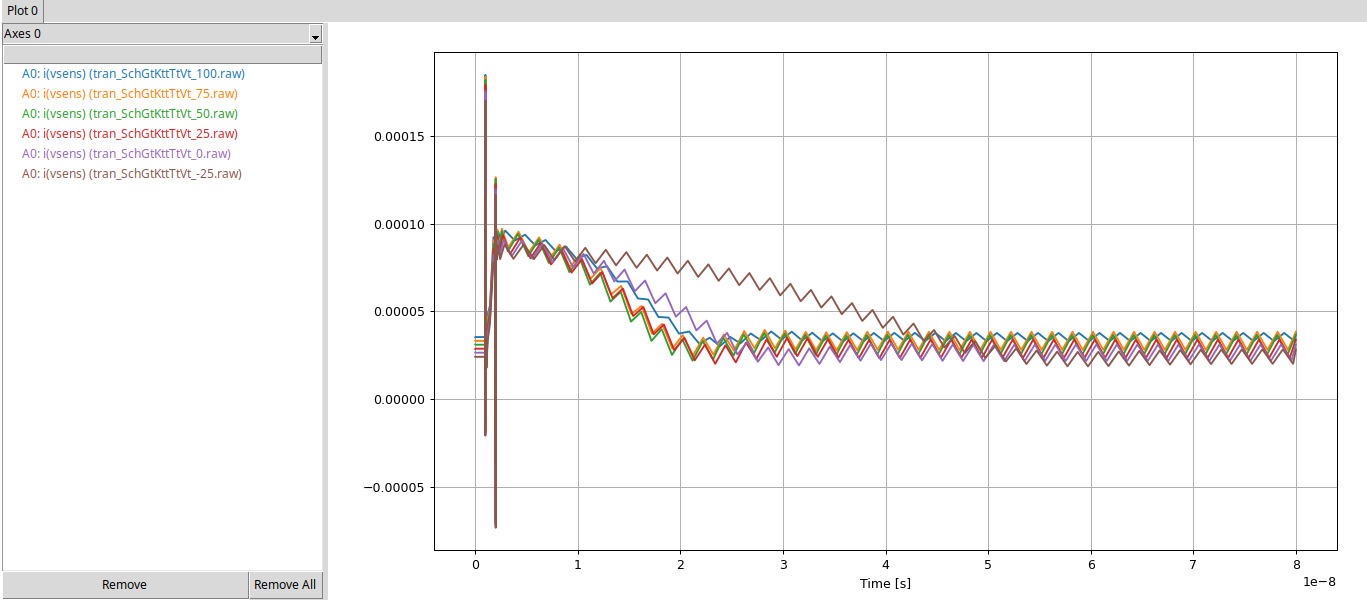 Plot 0
Axes 0
A0: i(vsens) (tran_SchGtKttTtVt_100.raw)
A0: i(vsens) (tran_SchGtKttTtVt_75.raw)
A0: i(vsens) (tran_SchGtKttTtVt_50.raw)
A0: i(vsens) (tran_SchGtKttTtVt_25.raw)
A0: i(vsens) (tran_SchGtKttTtVt_0.raw)
A0: i(vsens) (tran_SchGtKttTtVt_-25.raw)
Remove
Remove All
0.00015
0.00010
0.00005
0.00000
−0.00005
0 1 2 3 4 5 6 7 8
Time [s]
1e−8